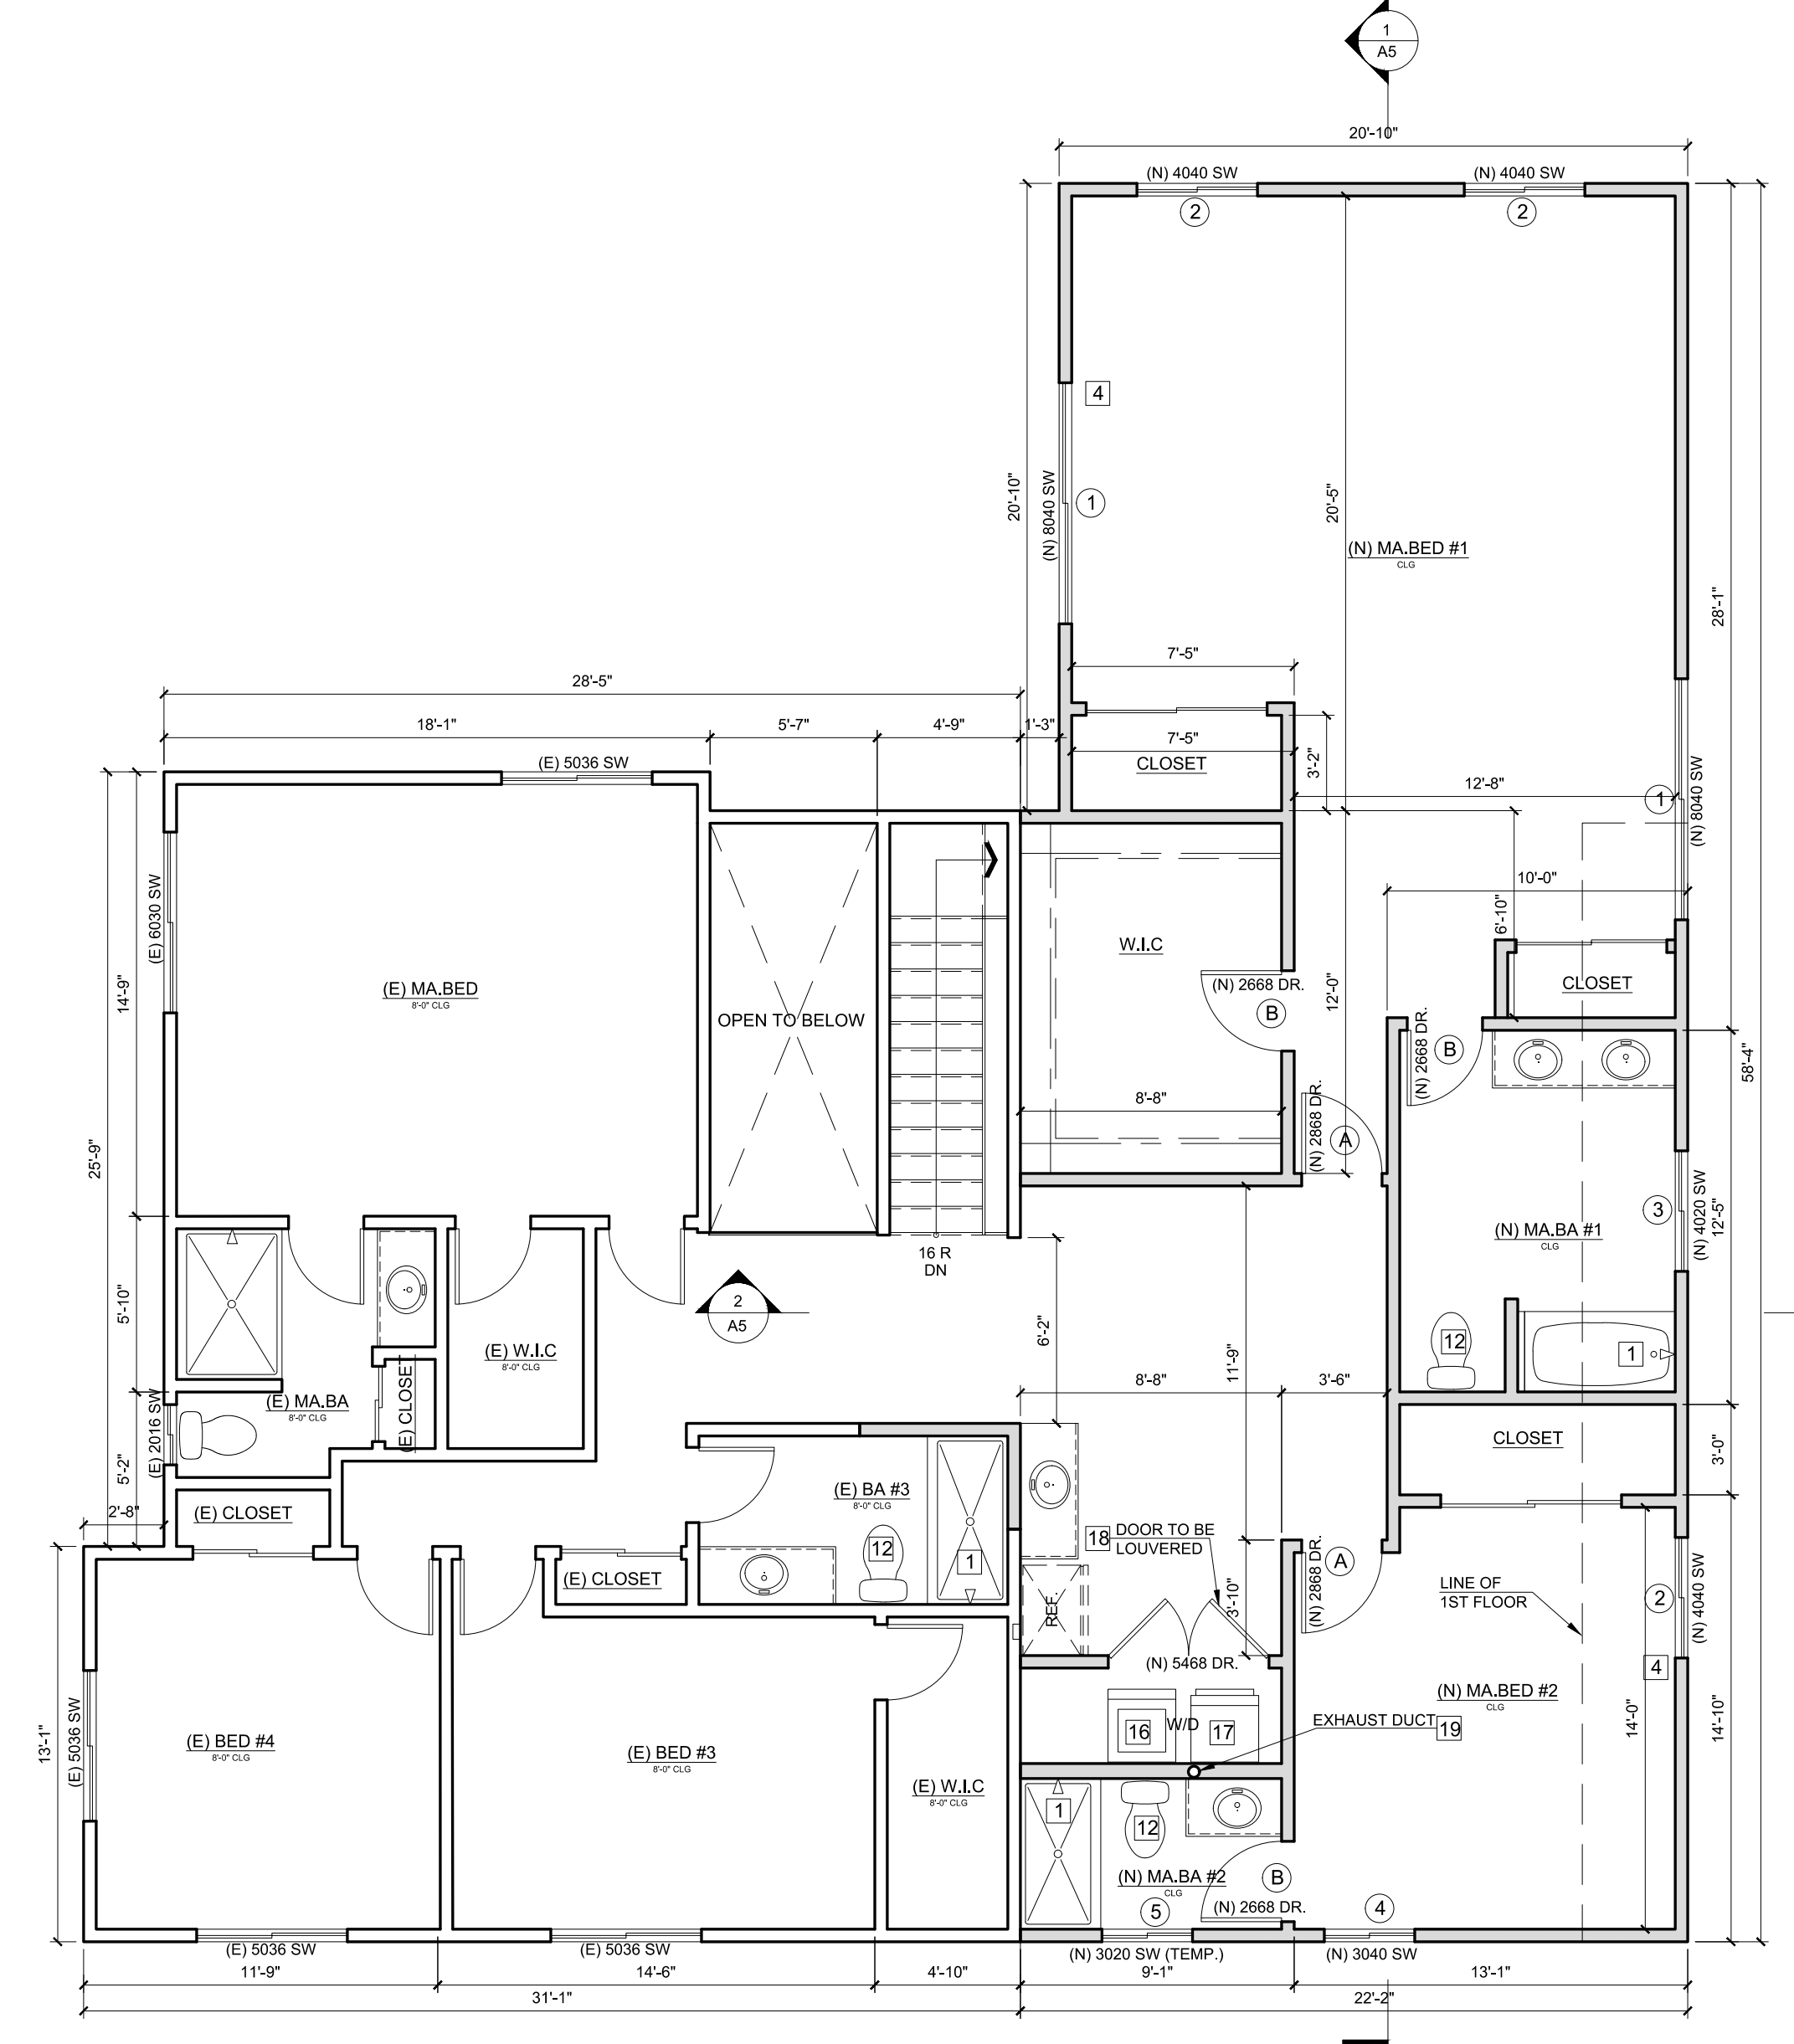 1
A5
20'-10"
(N) 4040 SW
(N) 4040 SW
2
2
4
20'-10"
(N) 8040 SW
1
20'-5"
(N) MA.BED #1
CLG
28'-1"
7'-5"
28'-5"
18'-1"
5'-7"
4'-9"
1'-3"
7'-5"
CLOSET
3'-2"
12'-8"
(E) 5036 SW
1
(N) 8040 SW
10'-0"
6'-10"
(E) 6030 SW
14'-9"
(E) MA.BED
8'-0" CLG
OPEN TO BELOW
W.I.C
(N) 2668 DR.
B
12'-0"
CLOSET
(N) 2668 DR.
B
58'-4"
25'-9"
8'-8"
(N) 2868 DR.
A
3
(N) 4020 SW
12'-5"
(N) MA.BA #1
CLG
16 R
DN
2
A5
5'-10"
6'-2"
11'-9"
12
1
(E) W.I.C
8'-0" CLG
8'-8"
3'-6"
(E) MA.BA
8'-0" CLG
(E) CLOSET
(E) 2016 SW
5'-2"
CLOSET
3'-0"
2'-8"
(E) CLOSET
(E) BA #3
8'-0" CLG
18
DOOR TO BE
LOUVERED
12
1
(E) CLOSET
REF.
3'-10"
(N) 2868 DR.
A
LINE OF
1ST FLOOR
2
(N) 4040 SW
4
(N) 5468 DR.
(N) MA.BED #2
CLG
13'-1"
(E) 5036 SW
(E) BED #4
8'-0" CLG
(E) BED #3
8'-0" CLG
(E) W.I.C
8'-0" CLG
16
W/D
17
EXHAUST DUCT
19
14'-0"
14'-10"
1
12
(N) MA.BA #2
CLG
B
(N) 2668 DR.
5
4
(E) 5036 SW
(E) 5036 SW
(N) 3020 SW (TEMP.)
(N) 3040 SW
11'-9"
14'-6"
4'-10"
9'-1"
13'-1"
31'-1"
22'-2"